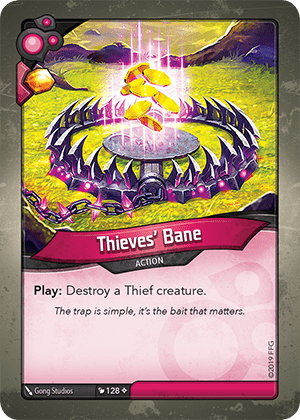 Thieves' Bane
ACTION
Play: Destroy a Thief creature.
The trap is simple, it's the bait that matters.
Gong Studios
128
©2019 FFG